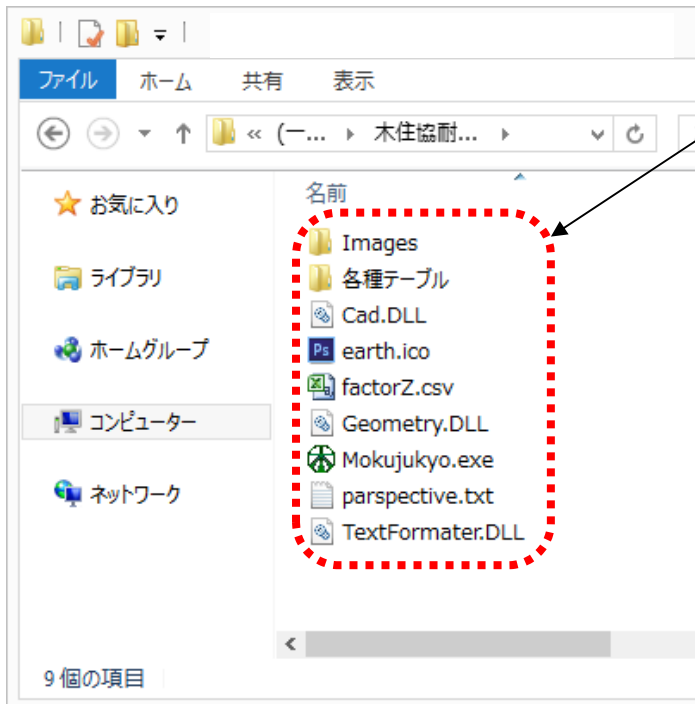 ファイル ホーム 共有 表示
« (一... 木住協耐...
お気に入り
ライブラリ
ホームグループ
コンピューター
ネットワーク
名前
Images
各種テーブル
Cad.DLL
Ps earth.ico
factorZ.csv
Geometry.DLL
Mokujukyo.exe
parspective.txt
TextFormater.DLL
9 個の項目